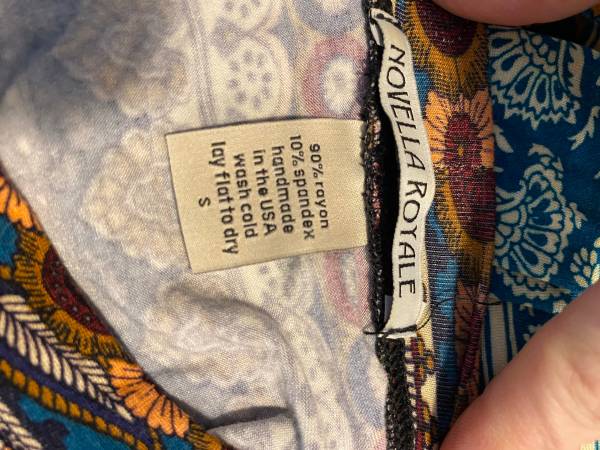 NOVELLA ROYALE
90% rayon
10% spandex
handmade
in the USA
wash cold
lay flat to dry
S